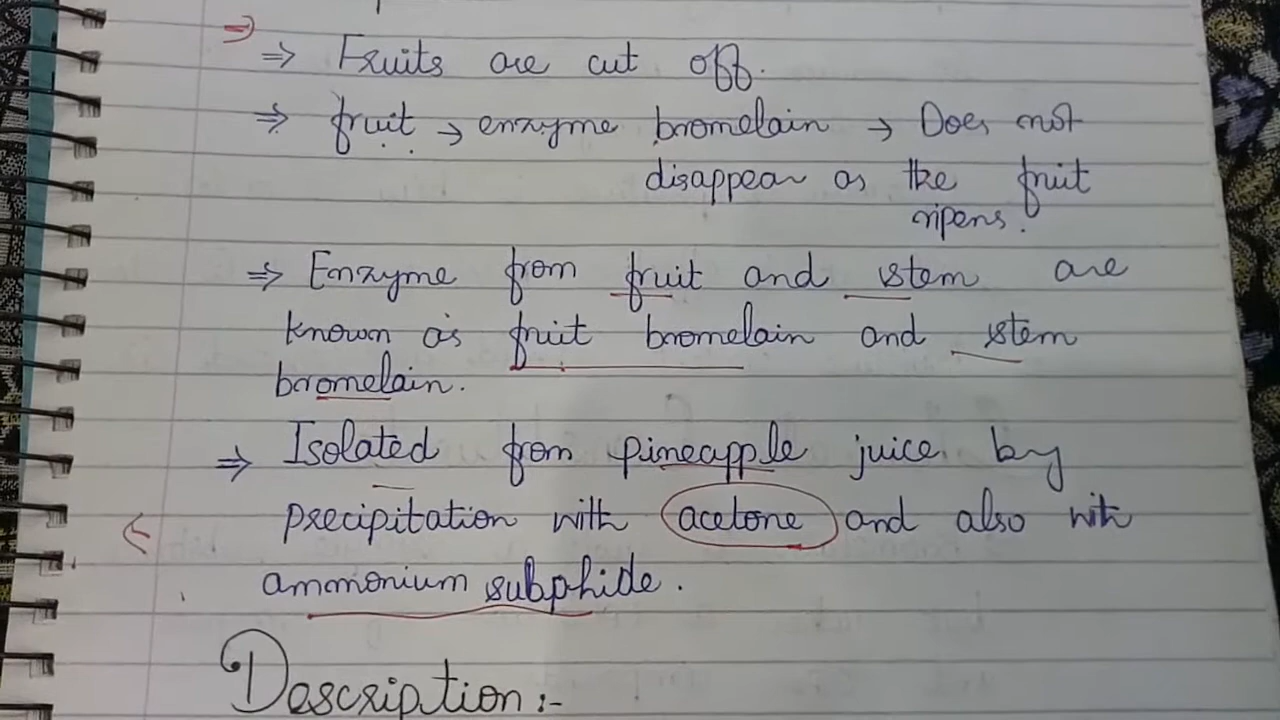 ⇒ Fruits are cut off.
⇒ fruit → enzyme bromelain → Does not
disappear as the fruit
ripens.
⇒ Enzyme from fruit and stem are
known as fruit bromelain and stem
bromelain.
⇒ Isolated from pineapple juice by
precipitation with acetone and also with
ammonium subphide.
Description :-